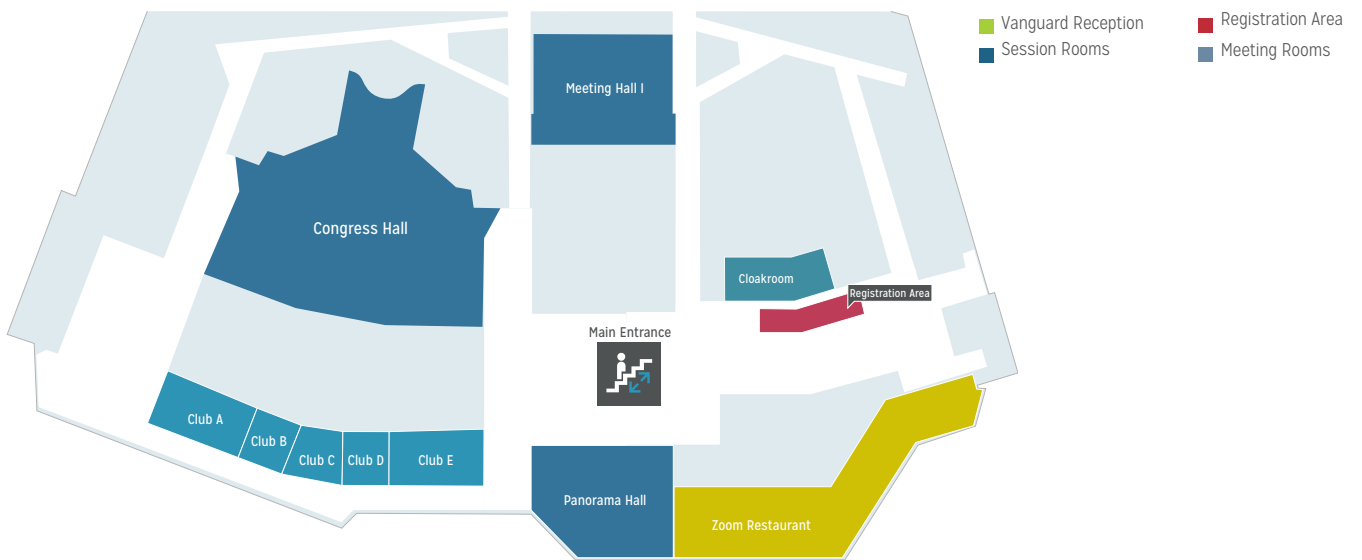 Vanguard Reception
Registration Area
Session Rooms
Meeting Rooms
Meeting Hall I
Congress Hall
Cloakroom
Registration Area
Main Entrance
Club A
Club B
Club C
Club D
Club E
Panorama Hall
Zoom Restaurant